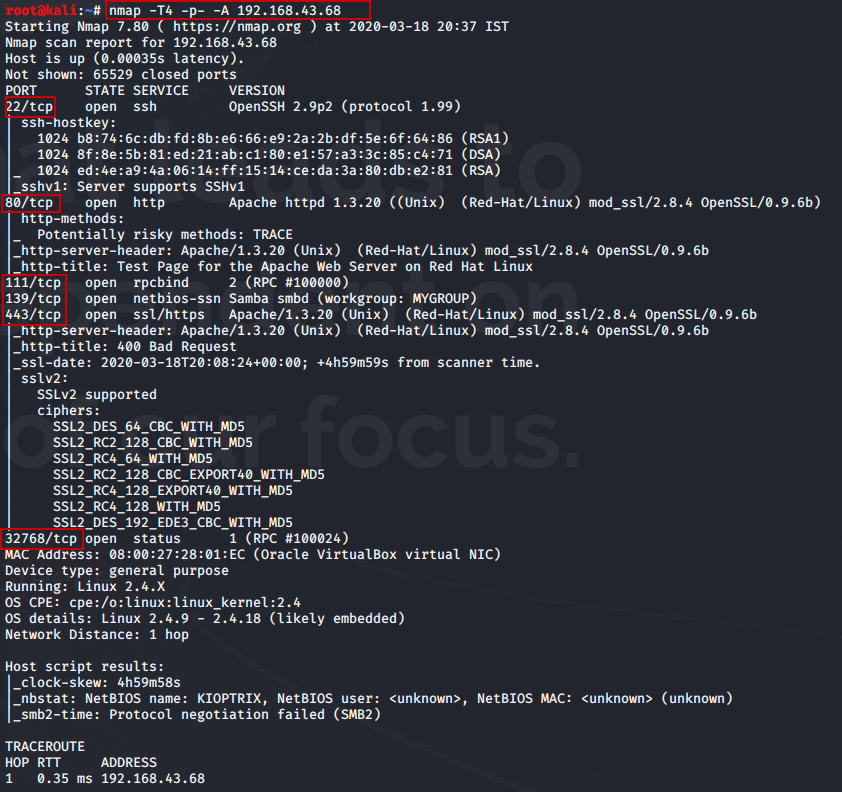 root@kali:~# nmap -T4 -p- -A 192.168.43.68
Starting Nmap 7.80 ( https://nmap.org ) at 2020-03-18 20:37 IST
Nmap scan report for 192.168.43.68
Host is up (0.00035s latency).
Not shown: 65529 closed ports
PORT      STATE SERVICE     VERSION
22/tcp    open  ssh         OpenSSH 2.9p2 (protocol 1.99)
| ssh-hostkey:
|   1024 b8:74:6c:db:fd:8b:e6:66:e9:2a:2b:df:5e:6f:64:86 (RSA1)
|   1024 8f:8e:5b:81:ed:21:ab:c1:80:e1:57:a3:3c:85:c4:71 (DSA)
|_  1024 ed:4e:a9:4a:06:14:ff:15:14:ce:da:3a:80:db:e2:81 (RSA)
|_sshv1: Server supports SSHv1
80/tcp    open  http        Apache httpd 1.3.20 ((Unix)  (Red-Hat/Linux) mod_ssl/2.8.4 OpenSSL/0.9.6b)
| http-methods:
|_  Potentially risky methods: TRACE
|_http-server-header: Apache/1.3.20 (Unix)  (Red-Hat/Linux) mod_ssl/2.8.4 OpenSSL/0.9.6b
|_http-title: Test Page for the Apache Web Server on Red Hat Linux
111/tcp   open  rpcbind     2 (RPC #100000)
139/tcp   open  netbios-ssn Samba smbd (workgroup: MYGROUP)
443/tcp   open  ssl/https   Apache/1.3.20 (Unix)  (Red-Hat/Linux) mod_ssl/2.8.4 OpenSSL/0.9.6b
|_http-server-header: Apache/1.3.20 (Unix)  (Red-Hat/Linux) mod_ssl/2.8.4 OpenSSL/0.9.6b
|_http-title: 400 Bad Request
|_ssl-date: 2020-03-18T20:08:24+00:00; +4h59m59s from scanner time.
| sslv2:
|   SSLv2 supported
|   ciphers:
|     SSL2_DES_64_CBC_WITH_MD5
|     SSL2_RC2_128_CBC_WITH_MD5
|     SSL2_RC4_64_WITH_MD5
|     SSL2_RC2_128_CBC_EXPORT40_WITH_MD5
|     SSL2_RC4_128_EXPORT40_WITH_MD5
|     SSL2_RC4_128_WITH_MD5
|_    SSL2_DES_192_EDE3_CBC_WITH_MD5
32768/tcp open  status      1 (RPC #100024)
MAC Address: 08:00:27:28:01:EC (Oracle VirtualBox virtual NIC)
Device type: general purpose
Running: Linux 2.4.X
OS CPE: cpe:/o:linux:linux_kernel:2.4
OS details: Linux 2.4.9 - 2.4.18 (likely embedded)
Network Distance: 1 hop

Host script results:
|_clock-skew: 4h59m58s
|_nbstat: NetBIOS name: KIOPTRIX, NetBIOS user: <unknown>, NetBIOS MAC: <unknown> (unknown)
|_smb2-time: Protocol negotiation failed (SMB2)

TRACEROUTE
HOP RTT     ADDRESS
1   0.35 ms 192.168.43.68
leads to
on
our focus.